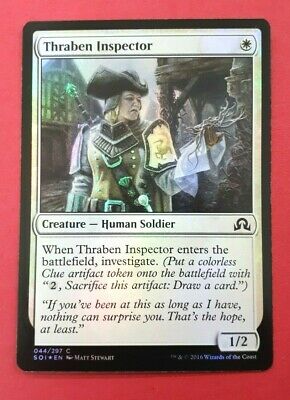 Thraben Inspector
Creature — Human Soldier
When Thraben Inspector enters the
battlefield, investigate. (Put a colorless
Clue artifact token onto the battlefield with
“2, Sacrifice this artifact: Draw a card.”)
“If you’ve been at this as long as I have,
nothing can surprise you. That’s the hope,
at least.”
1/2
044/297 C
SOI★EN Matt Stewart
™ & © 2016 Wizards of the Coast